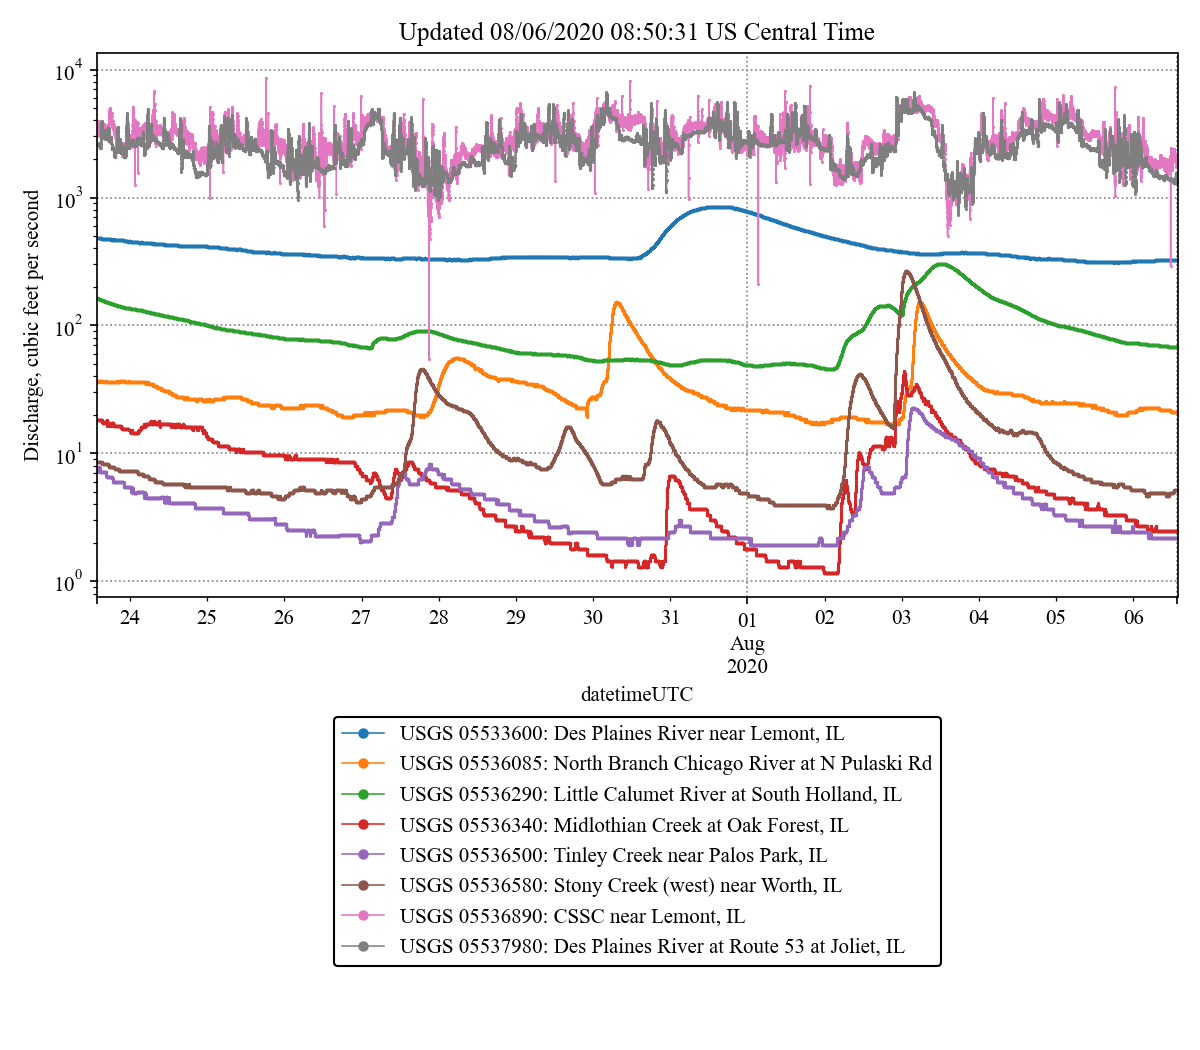 Updated 08/06/2020 08:50:31 US Central Time
Discharge, cubic feet per second
10^4
10^3
10^2
10^1
10^0
24 25 26 27 28 29 30 31 01 02 03 04 05 06
Aug
2020
datetimeUTC
USGS 05533600: Des Plaines River near Lemont, IL
USGS 05536085: North Branch Chicago River at N Pulaski Rd
USGS 05536290: Little Calumet River at South Holland, IL
USGS 05536340: Midlothian Creek at Oak Forest, IL
USGS 05536500: Tinley Creek near Palos Park, IL
USGS 05536580: Stony Creek (west) near Worth, IL
USGS 05536890: CSSC near Lemont, IL
USGS 05537980: Des Plaines River at Route 53 at Joliet, IL